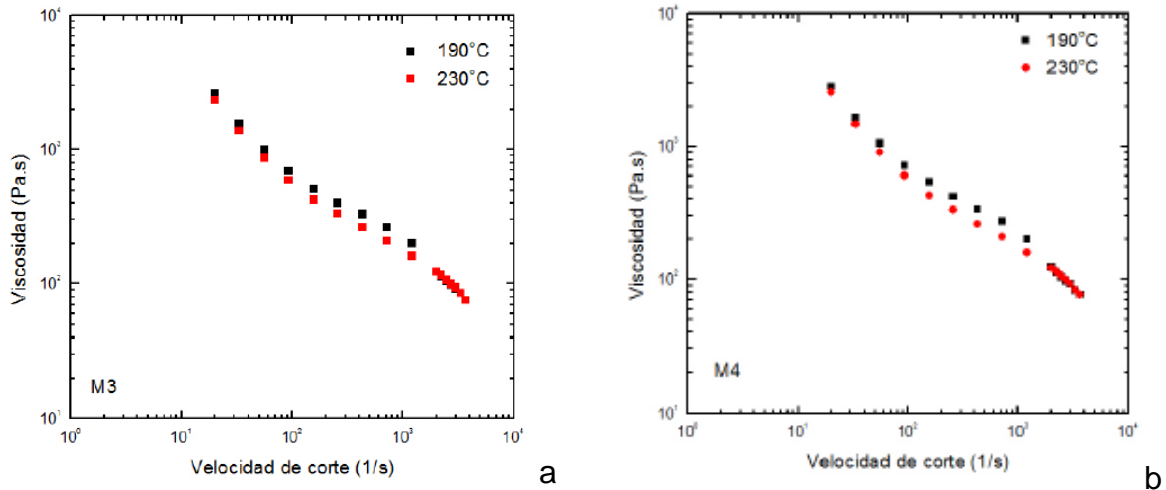 10⁴
10³
10²
10¹
10⁰
10¹
10²
10³
10⁴
Viscosidad (Pa.s)
190°C
230°C
M3
Velocidad de corte (1/s)
a
10⁴
10³
10²
10¹
10⁰
10¹
10²
10³
10⁴
Viscosidad (Pa.s)
190°C
230°C
M4
Velocidad de corte (1/s)
b